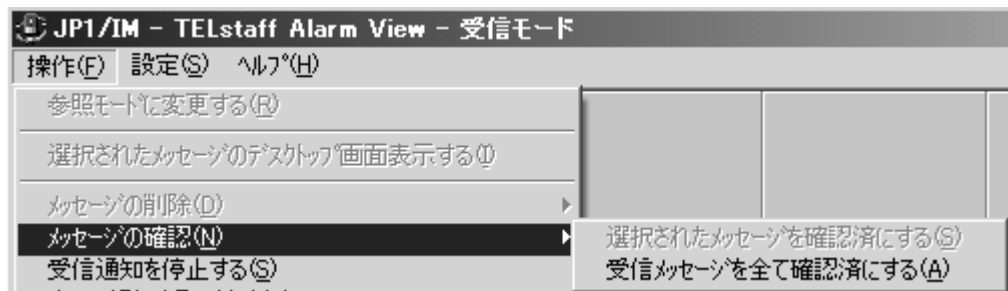 JP1/IM - TELstaff Alarm View - 受信モード
操作(F) 設定(S) ﾍﾙﾌﾟ(H)
参照ﾓｰﾄﾞに変更する(R)
選択されたﾒｯｾｰｼﾞのﾃﾞｽｸﾄｯﾌﾟ画面表示する(I)
ﾒｯｾｰｼﾞの削除(D)
ﾒｯｾｰｼﾞの確認(N)
選択されたﾒｯｾｰｼﾞを確認済にする(S)
受信通知を停止する(S)
受信ﾒｯｾｰｼﾞを全て確認済にする(A)